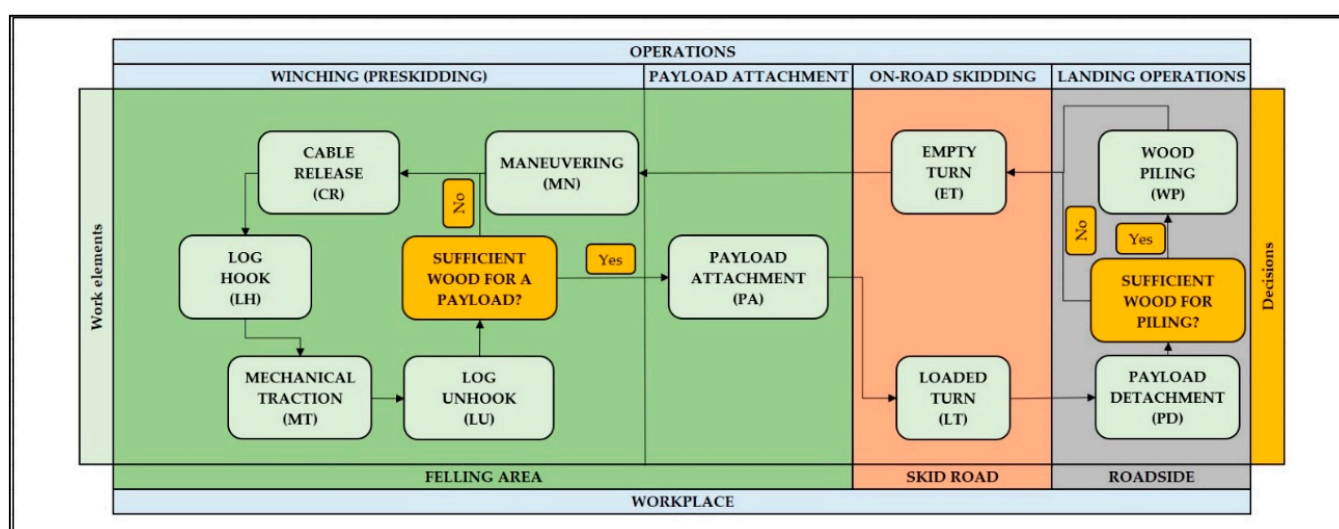 OPERATIONS
WINCHING (PRESKIDDING)
PAYLOAD ATTACHMENT
ON-ROAD SKIDDING
LANDING OPERATIONS
Work elements
CABLE
RELEASE
(CR)
MANEUVERING
(MN)
EMPTY
TURN
(ET)
WOOD
PILING
(WP)
No
No
Yes
LOG
HOOK
(LH)
SUFFICIENT
WOOD FOR A
PAYLOAD?
Yes
PAYLOAD
ATTACHMENT
(PA)
SUFFICIENT
WOOD FOR
PILING?
Decisions
MECHANICAL
TRACTION
(MT)
LOG
UNHOOK
(LU)
LOADED
TURN
(LT)
PAYLOAD
DETACHMENT
(PD)
FELLING AREA
SKID ROAD
ROADSIDE
WORKPLACE